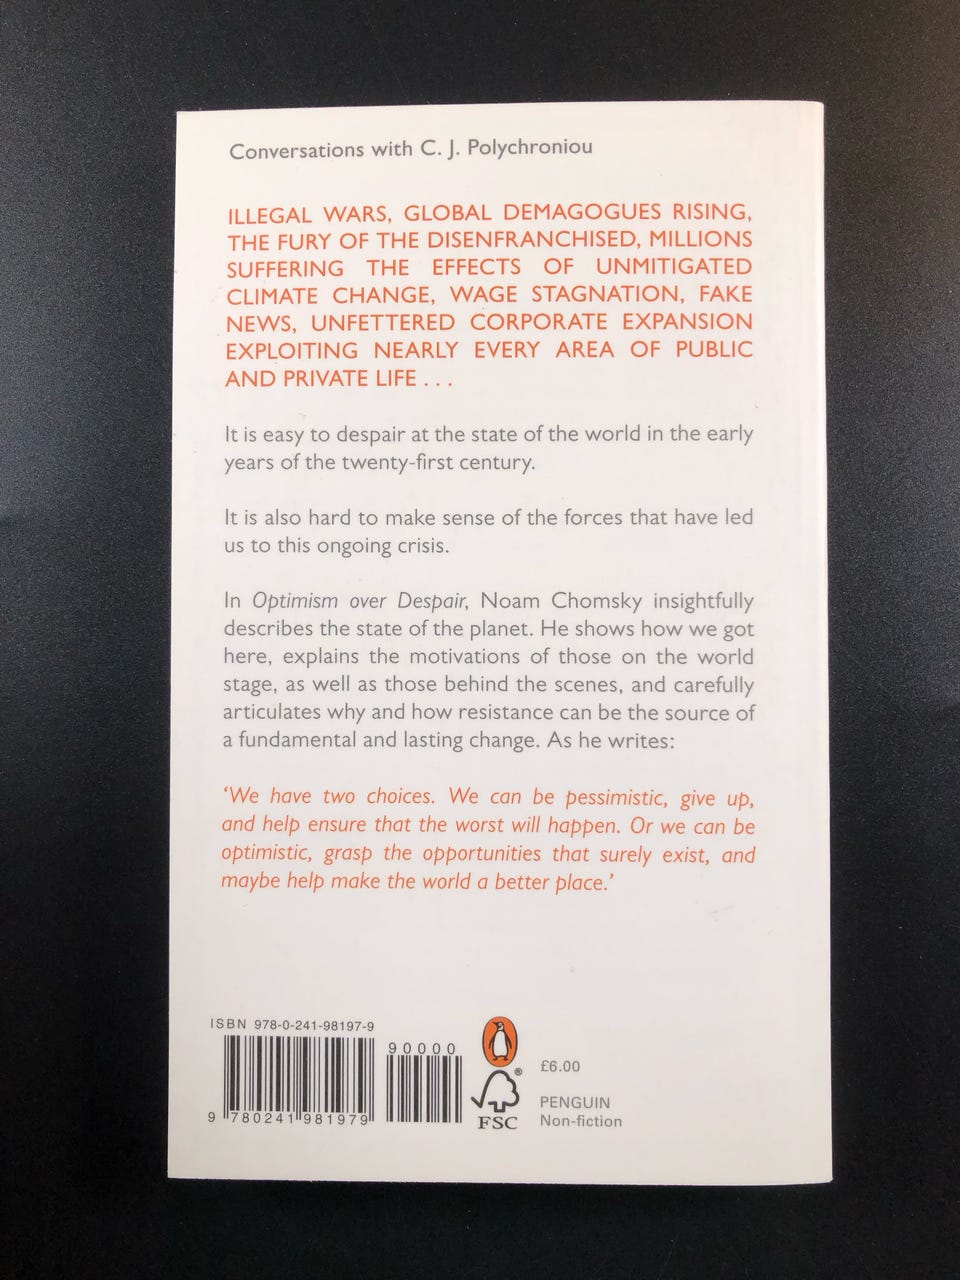 Conversations with C. J. Polychroniou
ILLEGAL WARS, GLOBAL DEMAGOGUES RISING,
THE FURY OF THE DISENFRANCHISED, MILLIONS
SUFFERING THE EFFECTS OF UNMITIGATED
CLIMATE CHANGE, WAGE STAGNATION, FAKE
NEWS, UNFETTERED CORPORATE EXPANSION
EXPLOITING NEARLY EVERY AREA OF PUBLIC
AND PRIVATE LIFE . . .
It is easy to despair at the state of the world in the early
years of the twenty-first century.
It is also hard to make sense of the forces that have led
us to this ongoing crisis.
In Optimism over Despair, Noam Chomsky insightfully
describes the state of the planet. He shows how we got
here, explains the motivations of those on the world
stage, as well as those behind the scenes, and carefully
articulates why and how resistance can be the source of
a fundamental and lasting change. As he writes:
‘We have two choices. We can be pessimistic, give up,
and help ensure that the worst will happen. Or we can be
optimistic, grasp the opportunities that surely exist, and
maybe help make the world a better place.’
ISBN 978-0-241-98197-9
90000
9 780241 981979
®
FSC
£6.00
PENGUIN
Non-fiction